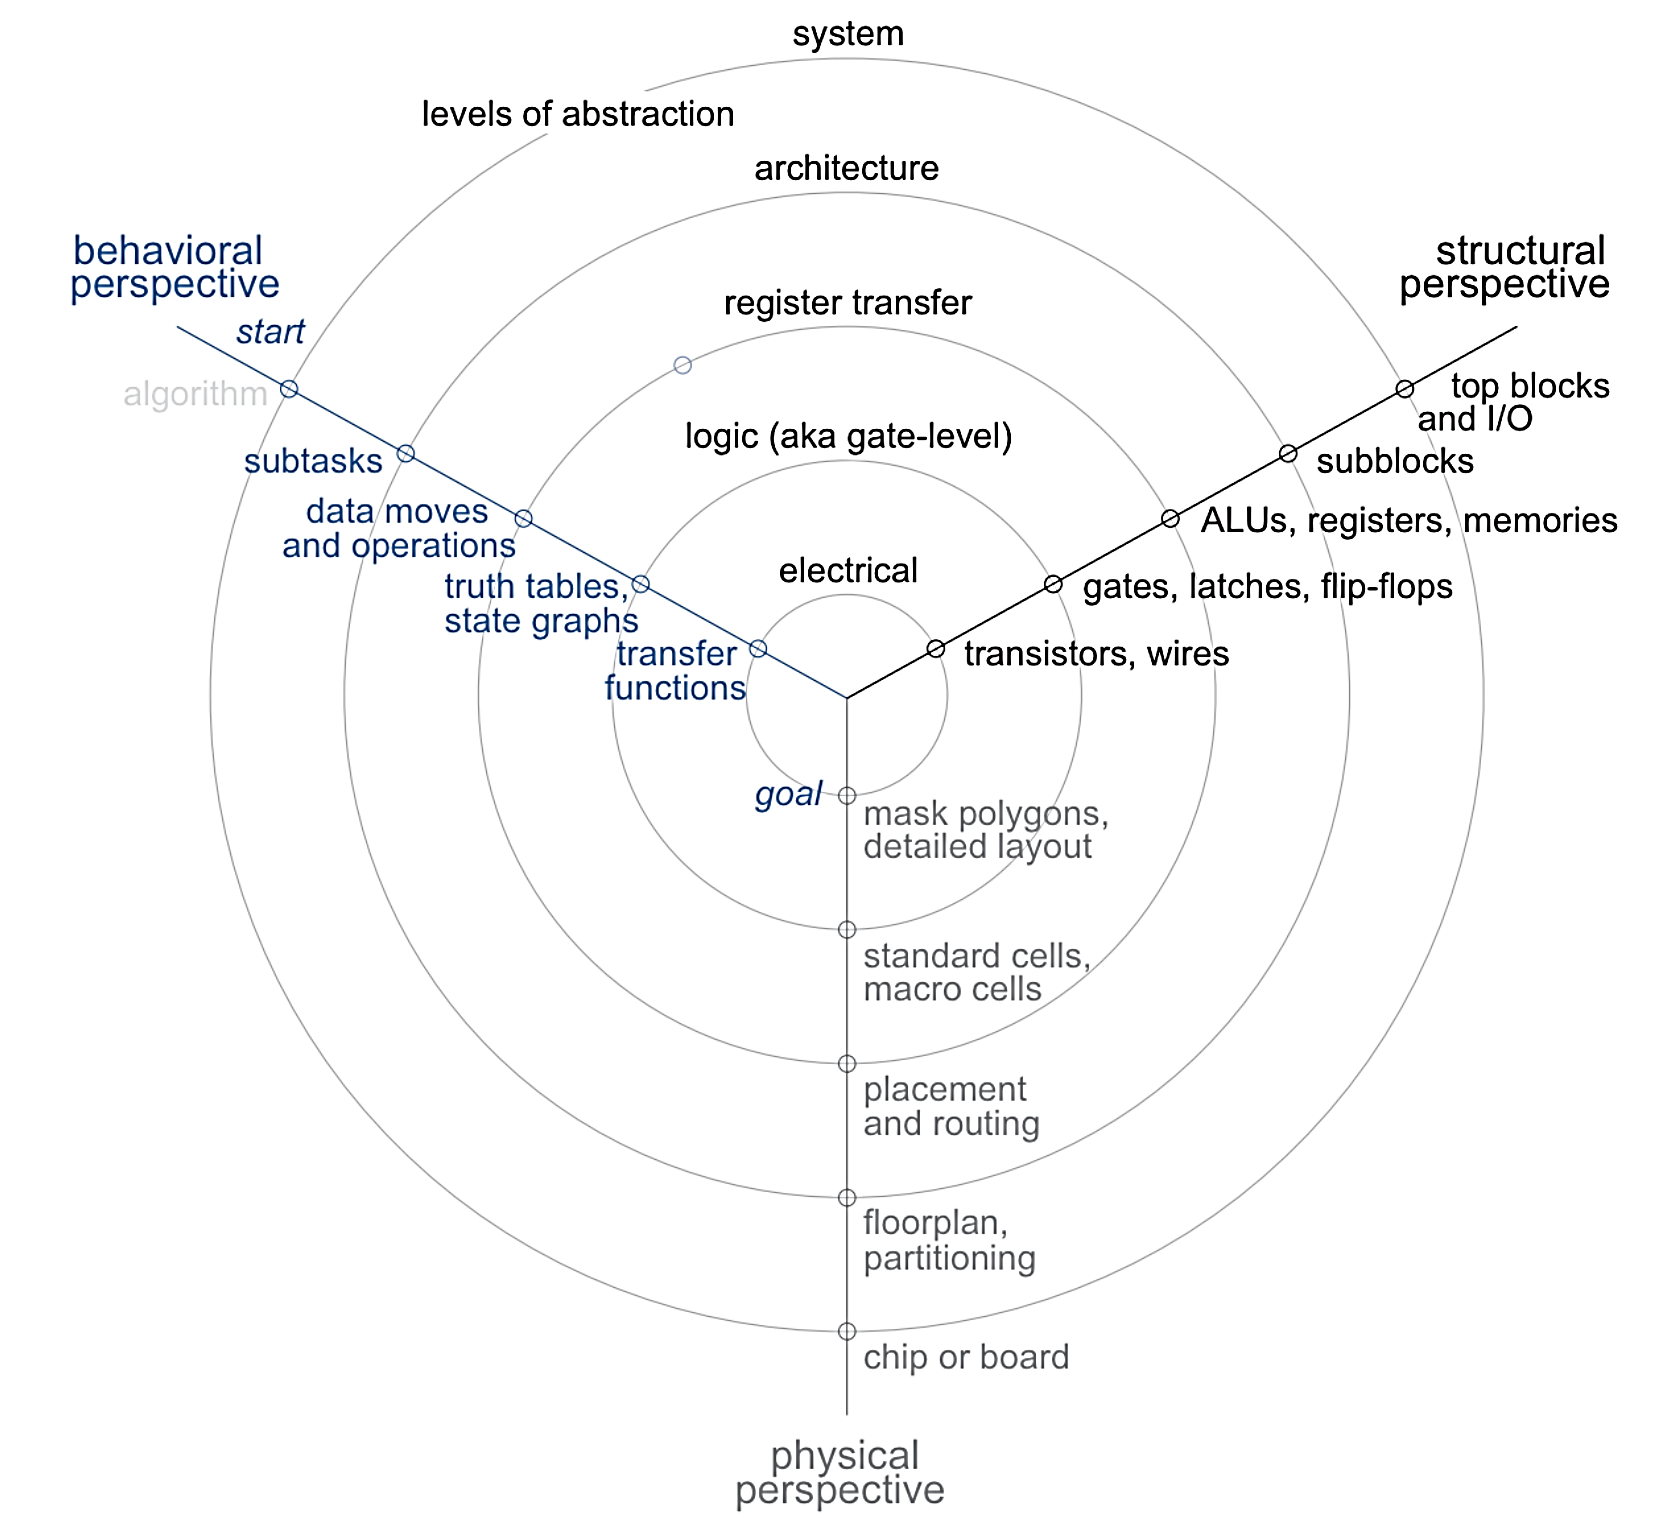 system
levels of abstraction
architecture
behavioral
perspective
structural
perspective
register transfer
start
algorithm
top blocks
and I/O
logic (aka gate-level)
subtasks
subblocks
data moves
and operations
ALUs, registers, memories
electrical
truth tables,
state graphs
gates, latches, flip-flops
transfer
functions
transistors, wires
goal
mask polygons,
detailed layout
standard cells,
macro cells
placement
and routing
floorplan,
partitioning
chip or board
physical
perspective